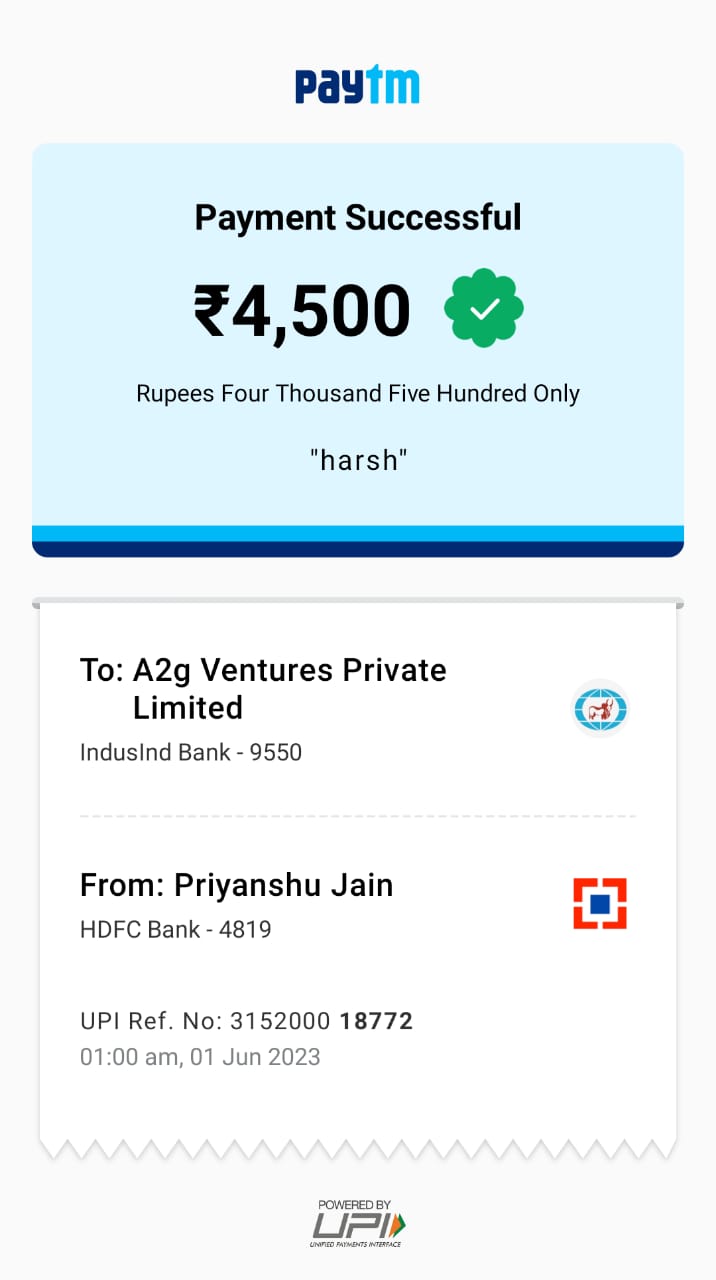 paytm
Payment Successful
₹4,500
Rupees Four Thousand Five Hundred Only
"harsh"
To: A2g Ventures Private
Limited
IndusInd Bank - 9550
From: Priyanshu Jain
HDFC Bank - 4819
UPI Ref. No: 3152000 18772
01:00 am, 01 Jun 2023
POWERED BY
UPI
UNIFIED PAYMENTS INTERFACE